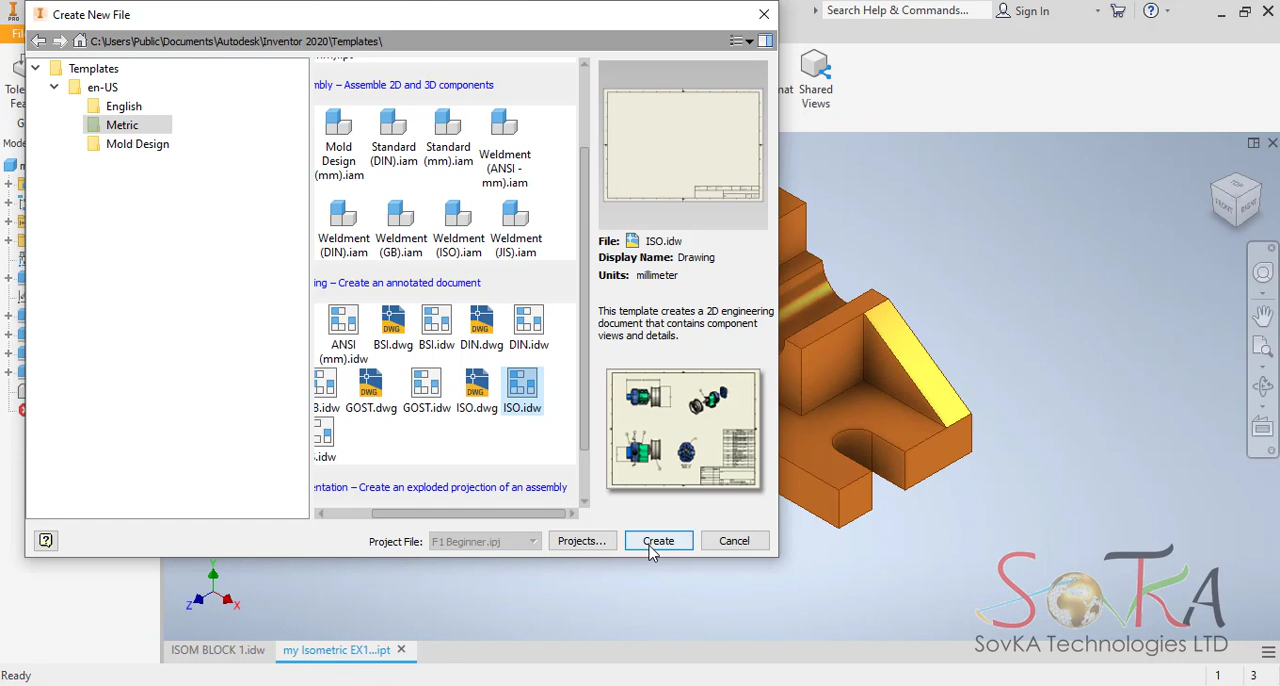 Create New File
Search Help & Commands...
Sign In
C:\Users\Public\Documents\Autodesk\Inventor 2020\Templates\
Templates
en-US
English
Metric
Mold Design
mbly – Assemble 2D and 3D components
Mold Design (mm).iam
Standard (DIN).iam
Standard (mm).iam
Weldment (ANSI - mm).iam
Weldment (DIN).iam
Weldment (GB).iam
Weldment (ISO).iam
Weldment (JIS).iam
ing – Create an annotated document
ANSI (mm).idw
BSI.dwg
BSI.idw
DIN.dwg
DIN.idw
B.idw
GOST.dwg
GOST.idw
ISO.dwg
ISO.idw
.idw
entation – Create an exploded projection of an assembly
File: ISO.idw
Display Name: Drawing
Units: millimeter
This template creates a 2D engineering
document that contains component
views and details.
Project File: F1 Beginner.ipj
Projects...
Create
Cancel
mat
Shared
Views
TOP
FRONT
RIGHT
Z
Y
X
SovKA
SovKA Technologies LTD
ISOM BLOCK 1.idw
my Isometric EX1...ipt
Ready
1
3